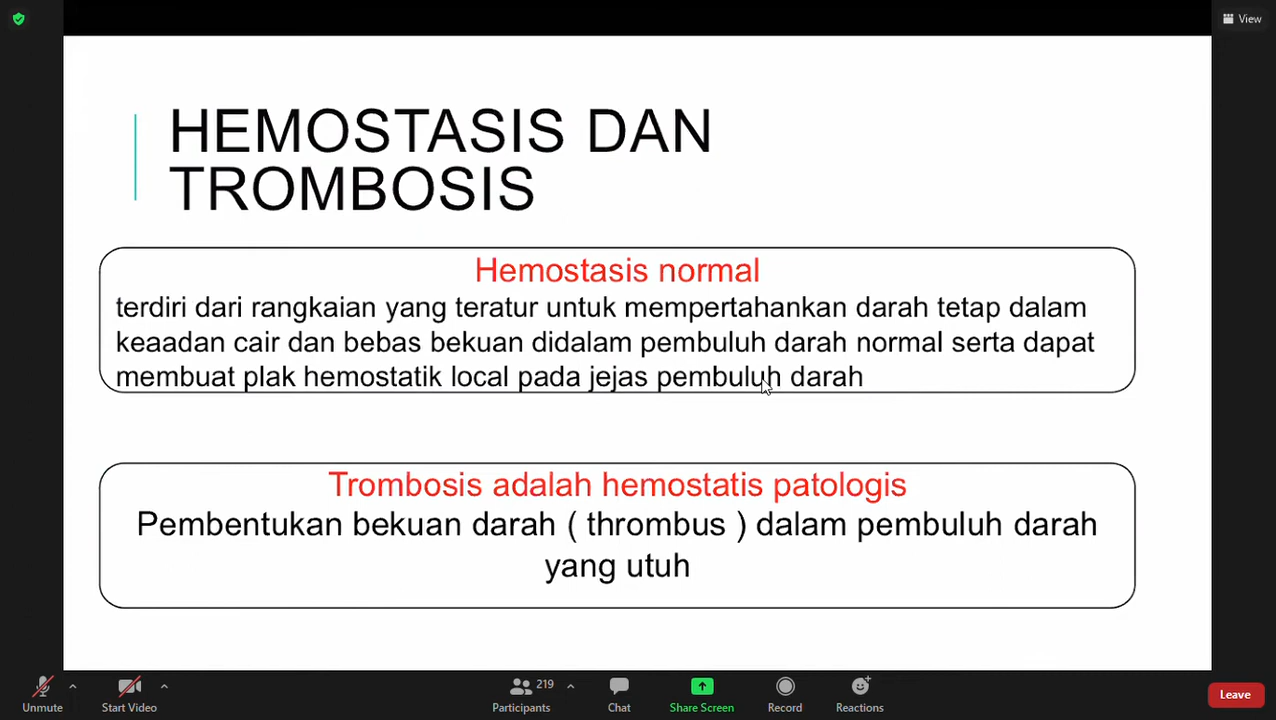 View
HEMOSTASIS DAN
TROMBOSIS
Hemostasis normal
terdiri dari rangkaian yang teratur untuk mempertahankan darah tetap dalam
keaadan cair dan bebas bekuan didalam pembuluh darah normal serta dapat
membuat plak hemostatik local pada jejas pembuluh darah
Trombosis adalah hemostatis patologis
Pembentukan bekuan darah ( thrombus ) dalam pembuluh darah
yang utuh
219
Unmute
Start Video
Participants
Chat
Share Screen
Record
Reactions
Leave